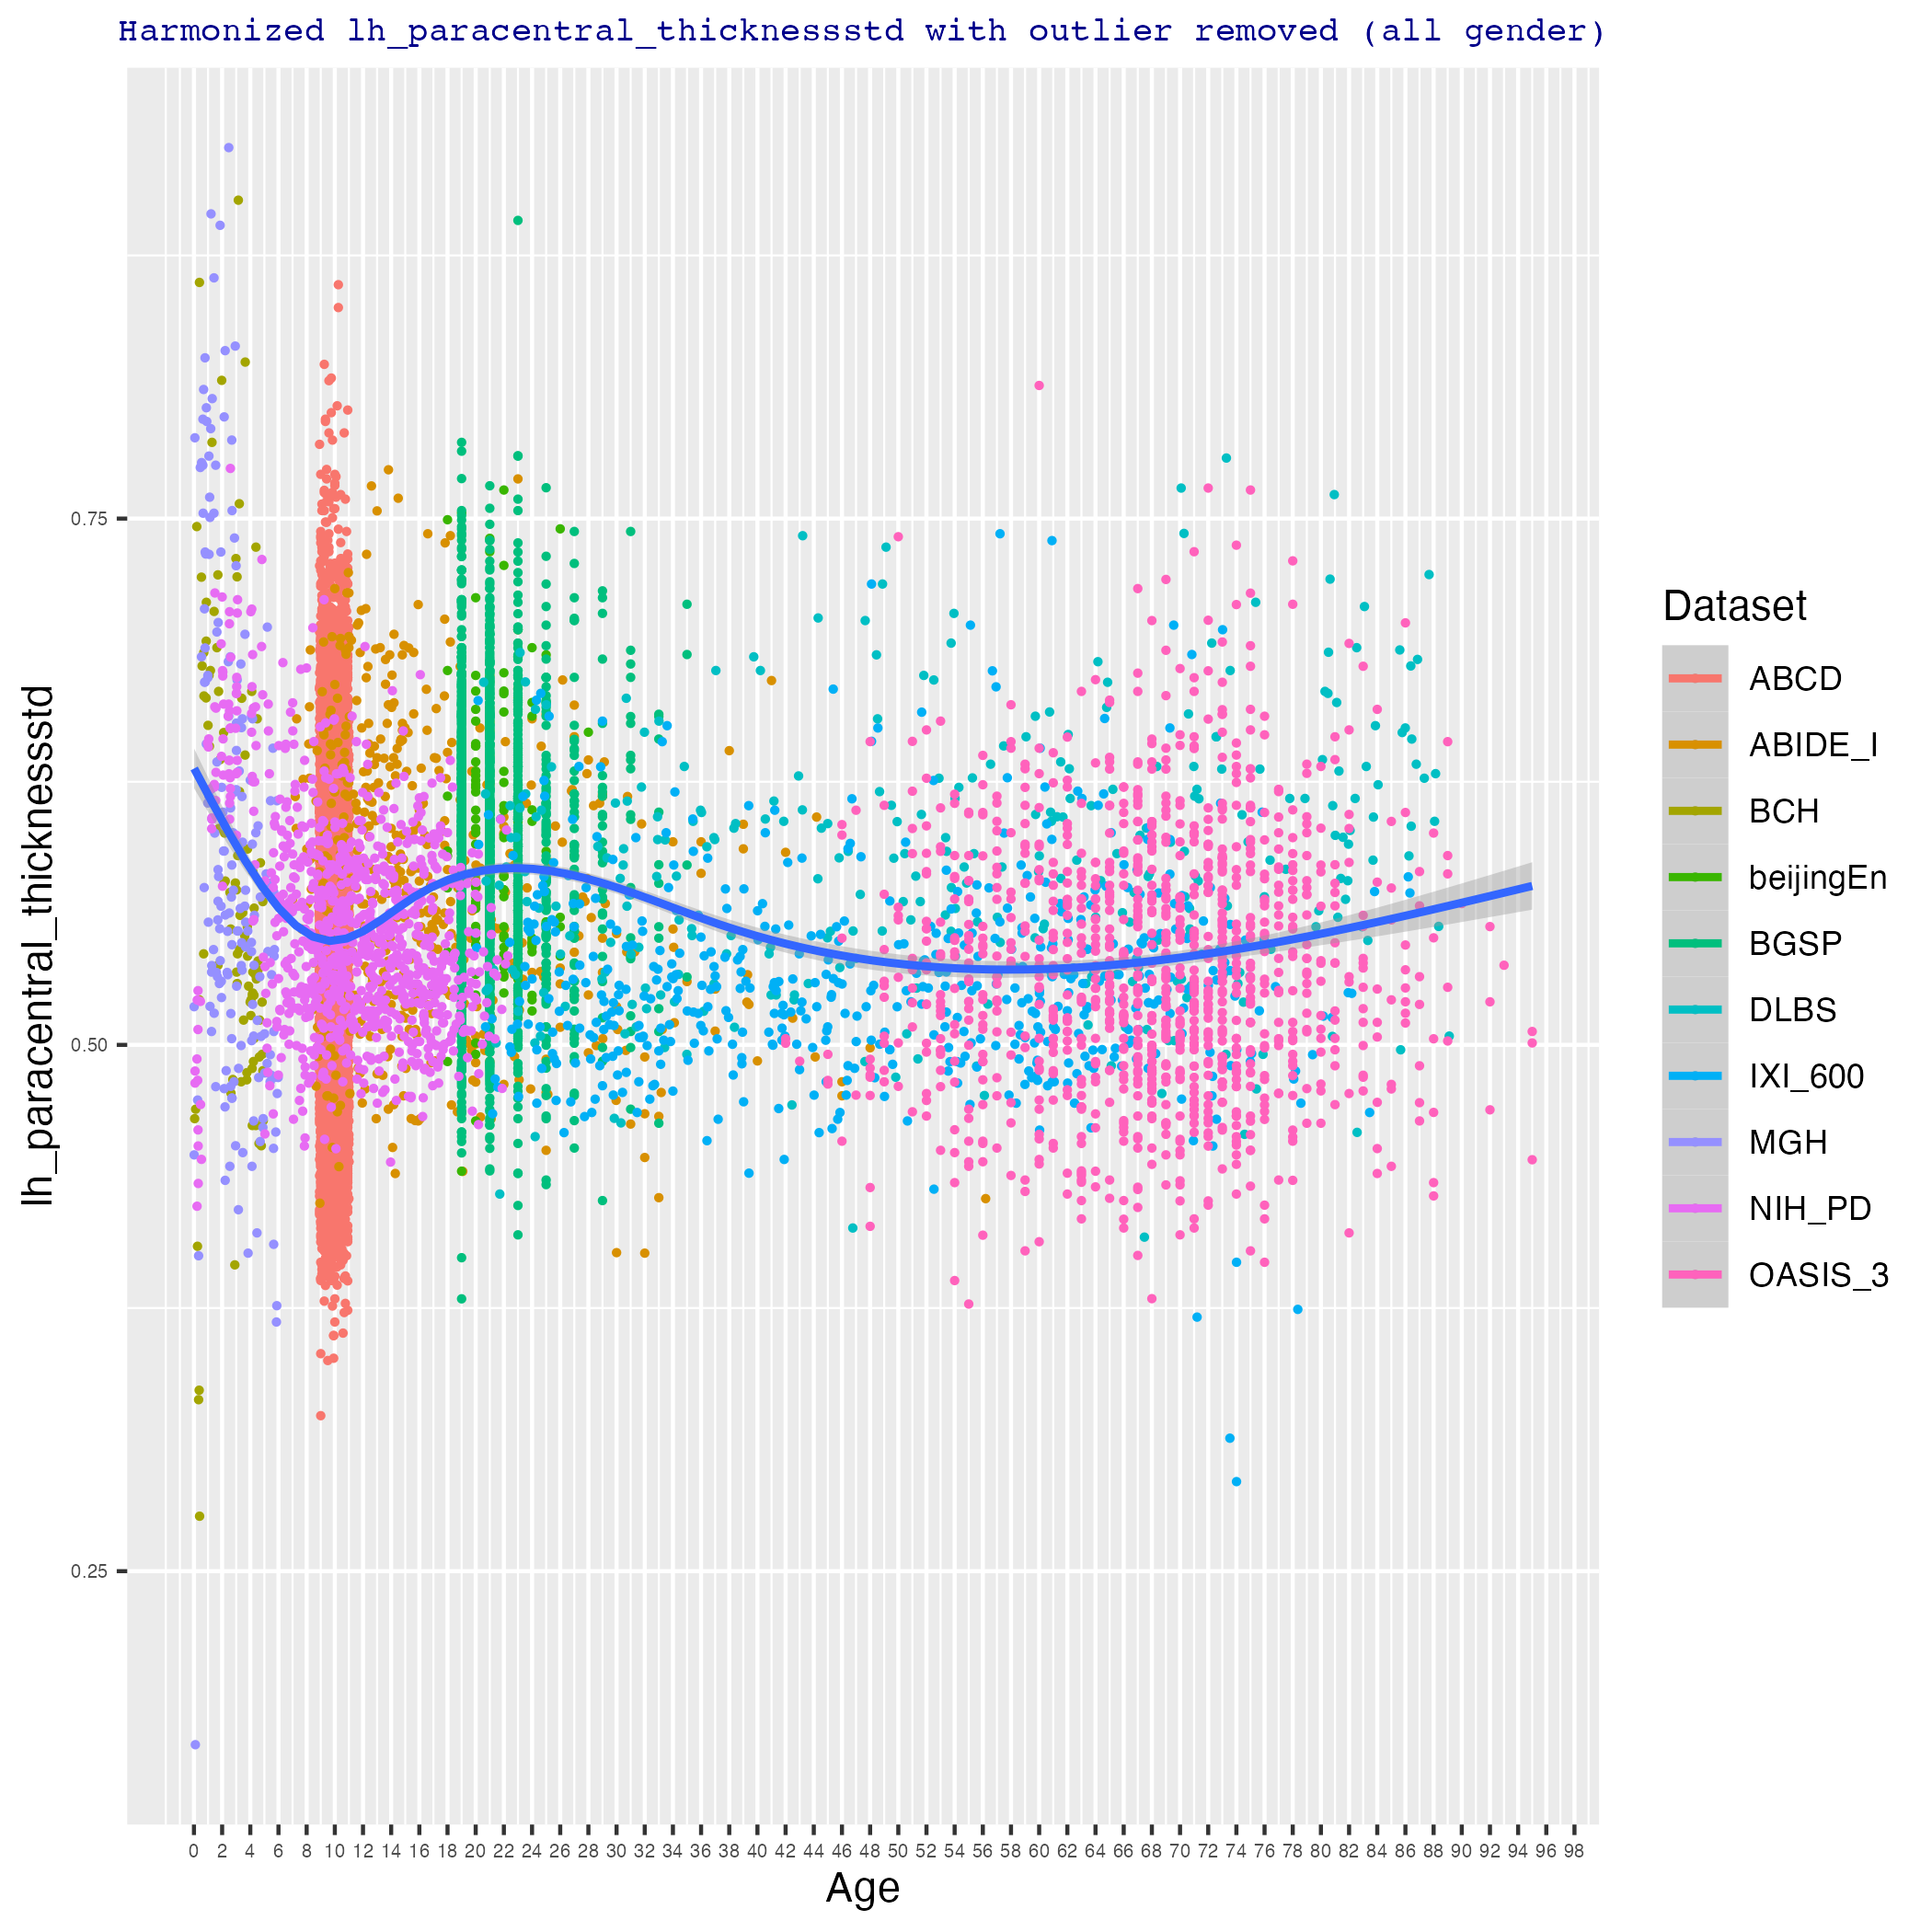 Harmonized lh_paracentral_thicknessstd with outlier removed (all gender)
lh_paracentral_thicknessstd
0.75
0.50
0.25
0 2 4 6 8 10 12 14 16 18 20 22 24 26 28 30 32 34 36 38 40 42 44 46 48 50 52 54 56 58 60 62 64 66 68 70 72 74 76 78 80 82 84 86 88 90 92 94 96 98
Age
Dataset
ABCD
ABIDE_I
BCH
beijingEn
BGSP
DLBS
IXI_600
MGH
NIH_PD
OASIS_3